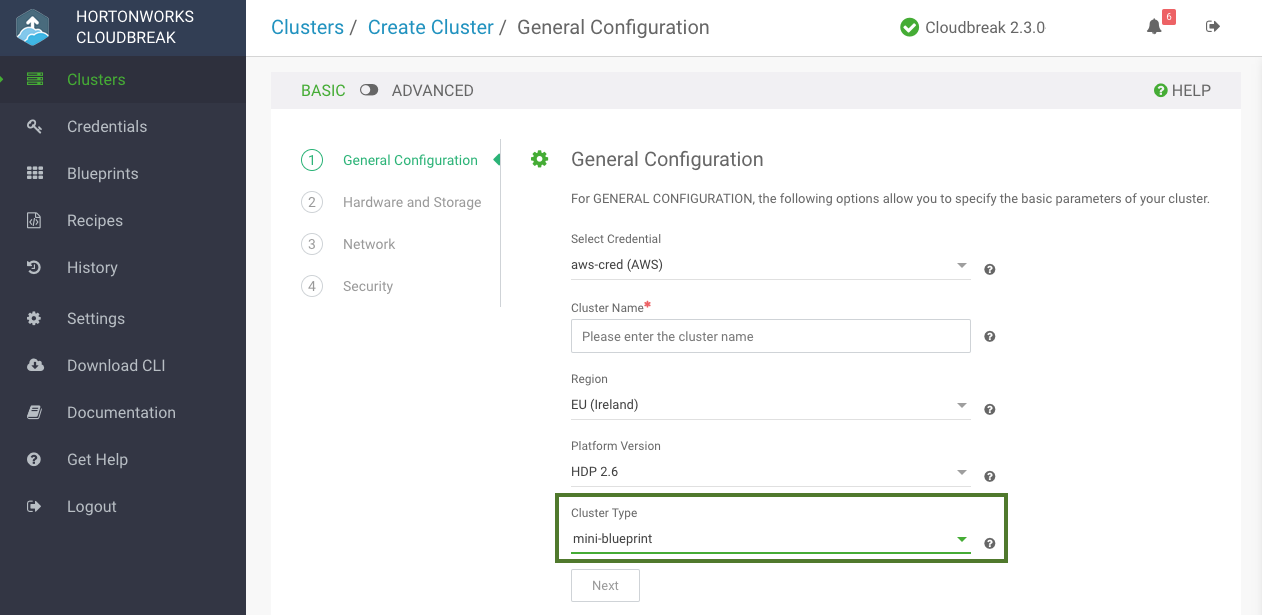 HORTONWORKS
CLOUDBREAK
Clusters
Credentials
Blueprints
Recipes
History
Settings
Download CLI
Documentation
Get Help
Logout
Clusters / Create Cluster / General Configuration
Cloudbreak 2.3.0
6
BASIC ADVANCED
? HELP
1 General Configuration
2 Hardware and Storage
3 Network
4 Security
General Configuration
For GENERAL CONFIGURATION, the following options allow you to specify the basic parameters of your cluster.
Select Credential
aws-cred (AWS)
?
Cluster Name*
Please enter the cluster name
?
Region
EU (Ireland)
?
Platform Version
HDP 2.6
?
Cluster Type
mini-blueprint
?
Next